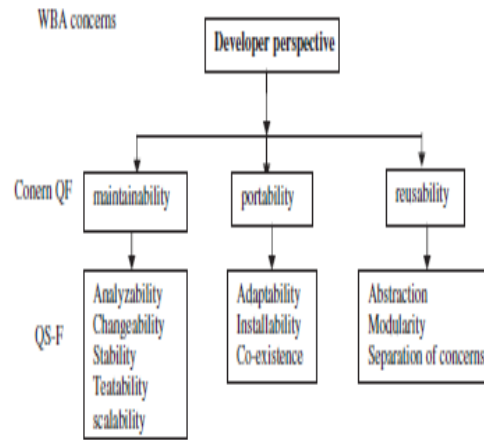 WBA concerns
Developer perspective
Conern QF
maintainability
portability
reusability
QS-F
Analyzability
Changeability
Stability
Teatability
scalability
Adaptability
Installability
Co-existence
Abstraction
Modularity
Separation of concerns